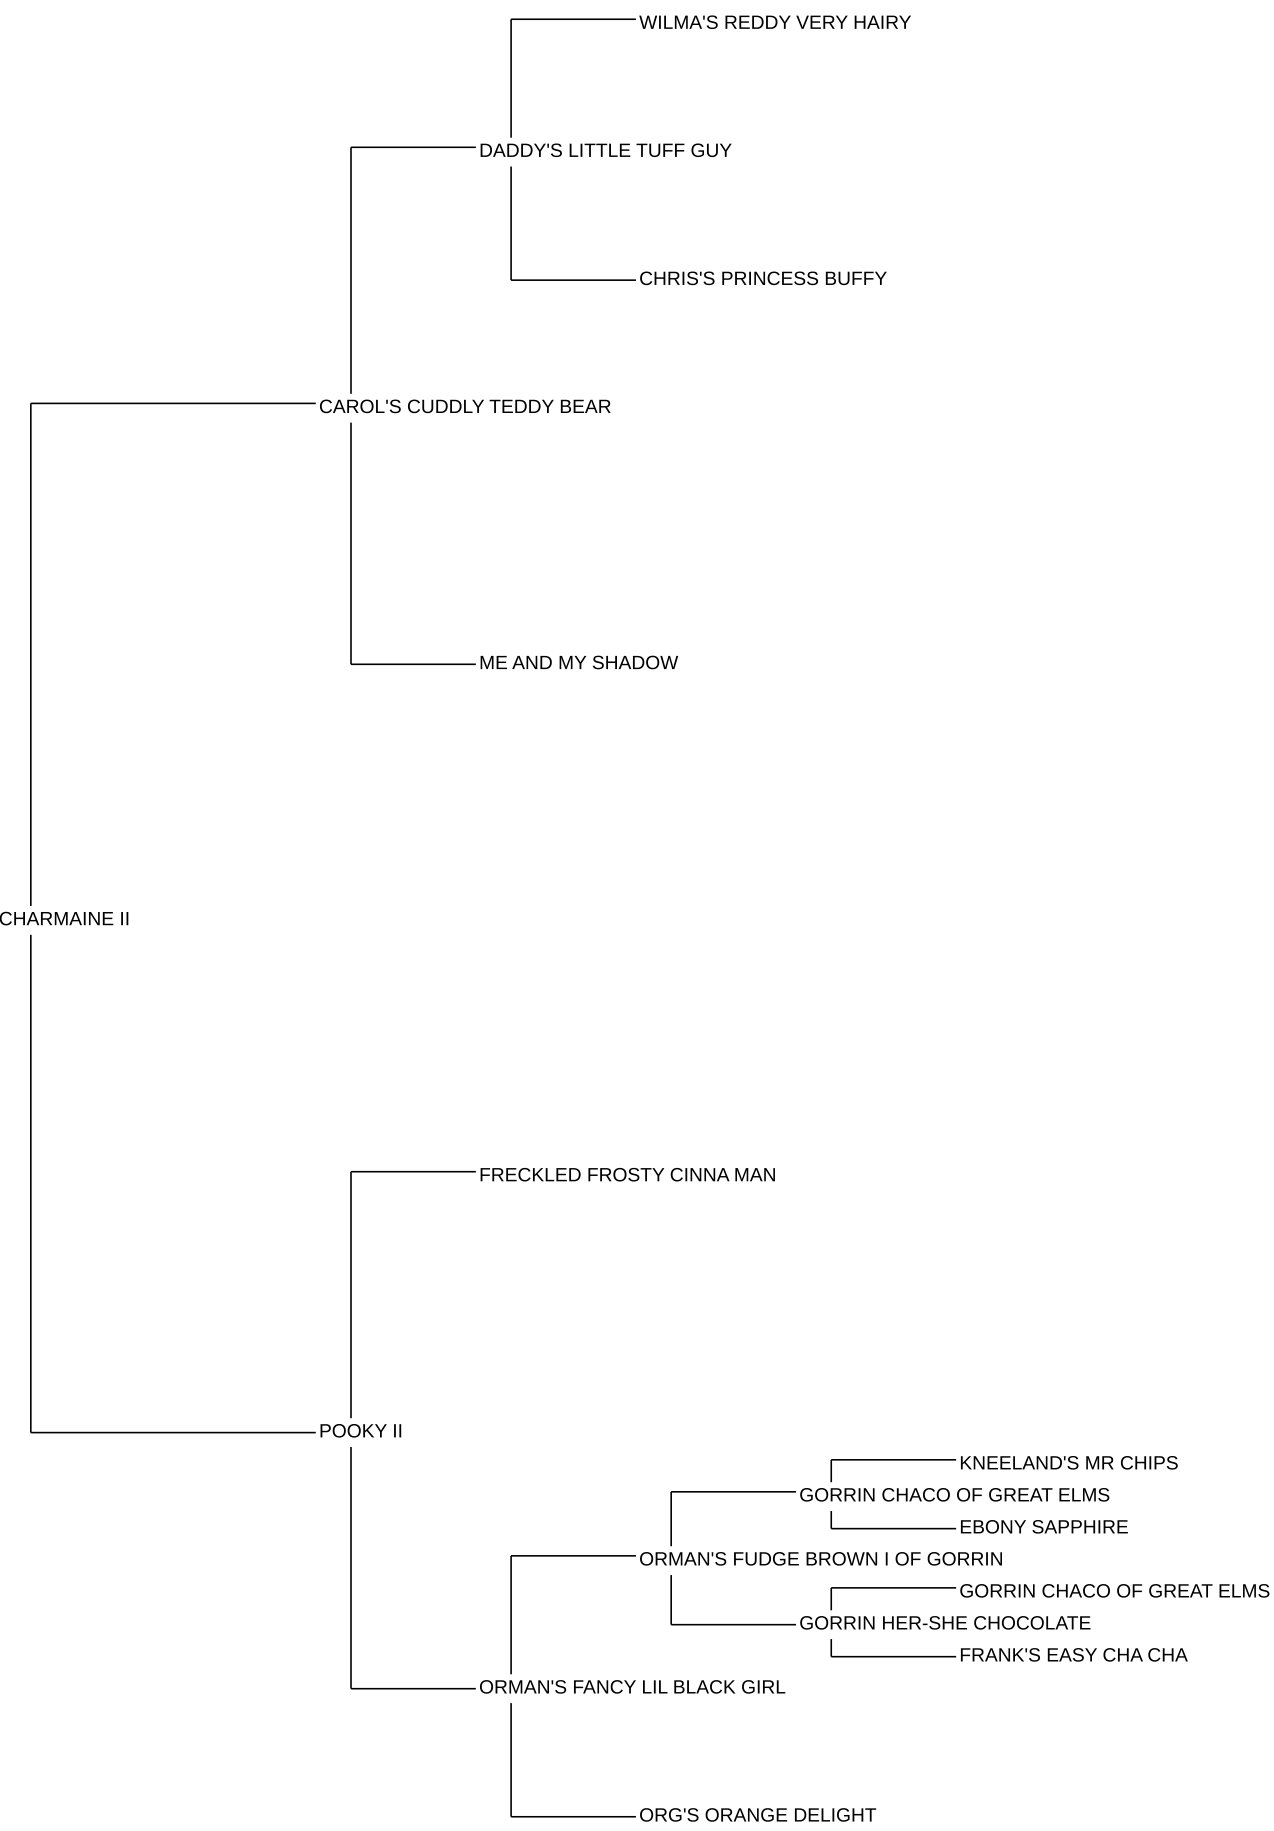 WILMA'S REDDY VERY HAIRY
DADDY'S LITTLE TUFF GUY
CHRIS'S PRINCESS BUFFY
CAROL'S CUDDLY TEDDY BEAR
ME AND MY SHADOW
CHARMAINE II
FRECKLED FROSTY CINNA MAN
POOKY II
KNEELAND'S MR CHIPS
GORRIN CHACO OF GREAT ELMS
EBONY SAPPHIRE
ORMAN'S FUDGE BROWN I OF GORRIN
GORRIN CHACO OF GREAT ELMS
GORRIN HER-SHE CHOCOLATE
FRANK'S EASY CHA CHA
ORMAN'S FANCY LIL BLACK GIRL
ORG'S ORANGE DELIGHT